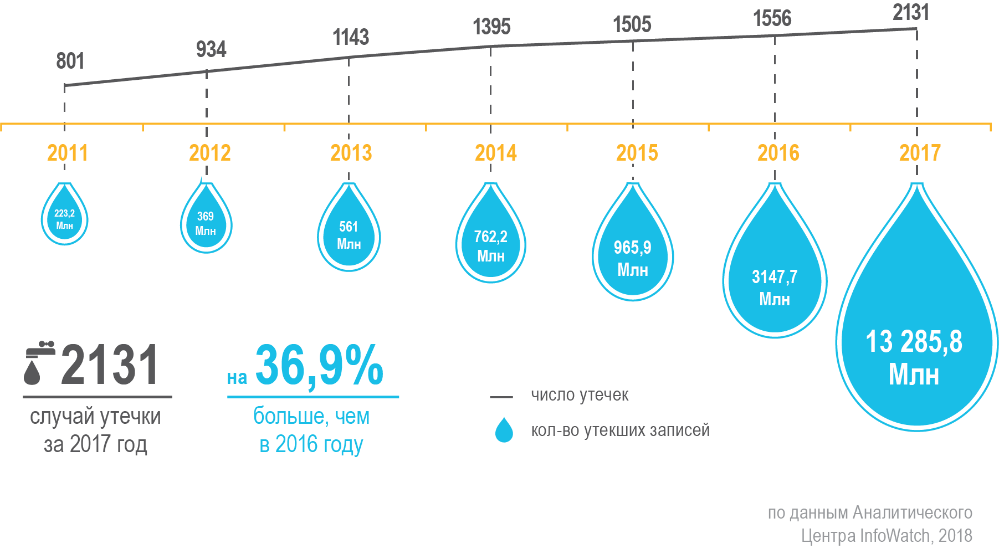 801
934
1143
1395
1505
1556
2131
2011
2012
2013
2014
2015
2016
2017
223,2
Млн
369
Млн
561
Млн
762,2
Млн
965,9
Млн
3147,7
Млн
13 285,8
Млн
2131
случай утечки
за 2017 год
на 36,9%
больше, чем
в 2016 году
число утечек
кол-во утекших записей
по данным Аналитического
Центра InfoWatch, 2018